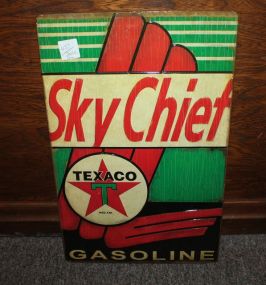 Sky Chief
TEXACO
T
GASOLINE